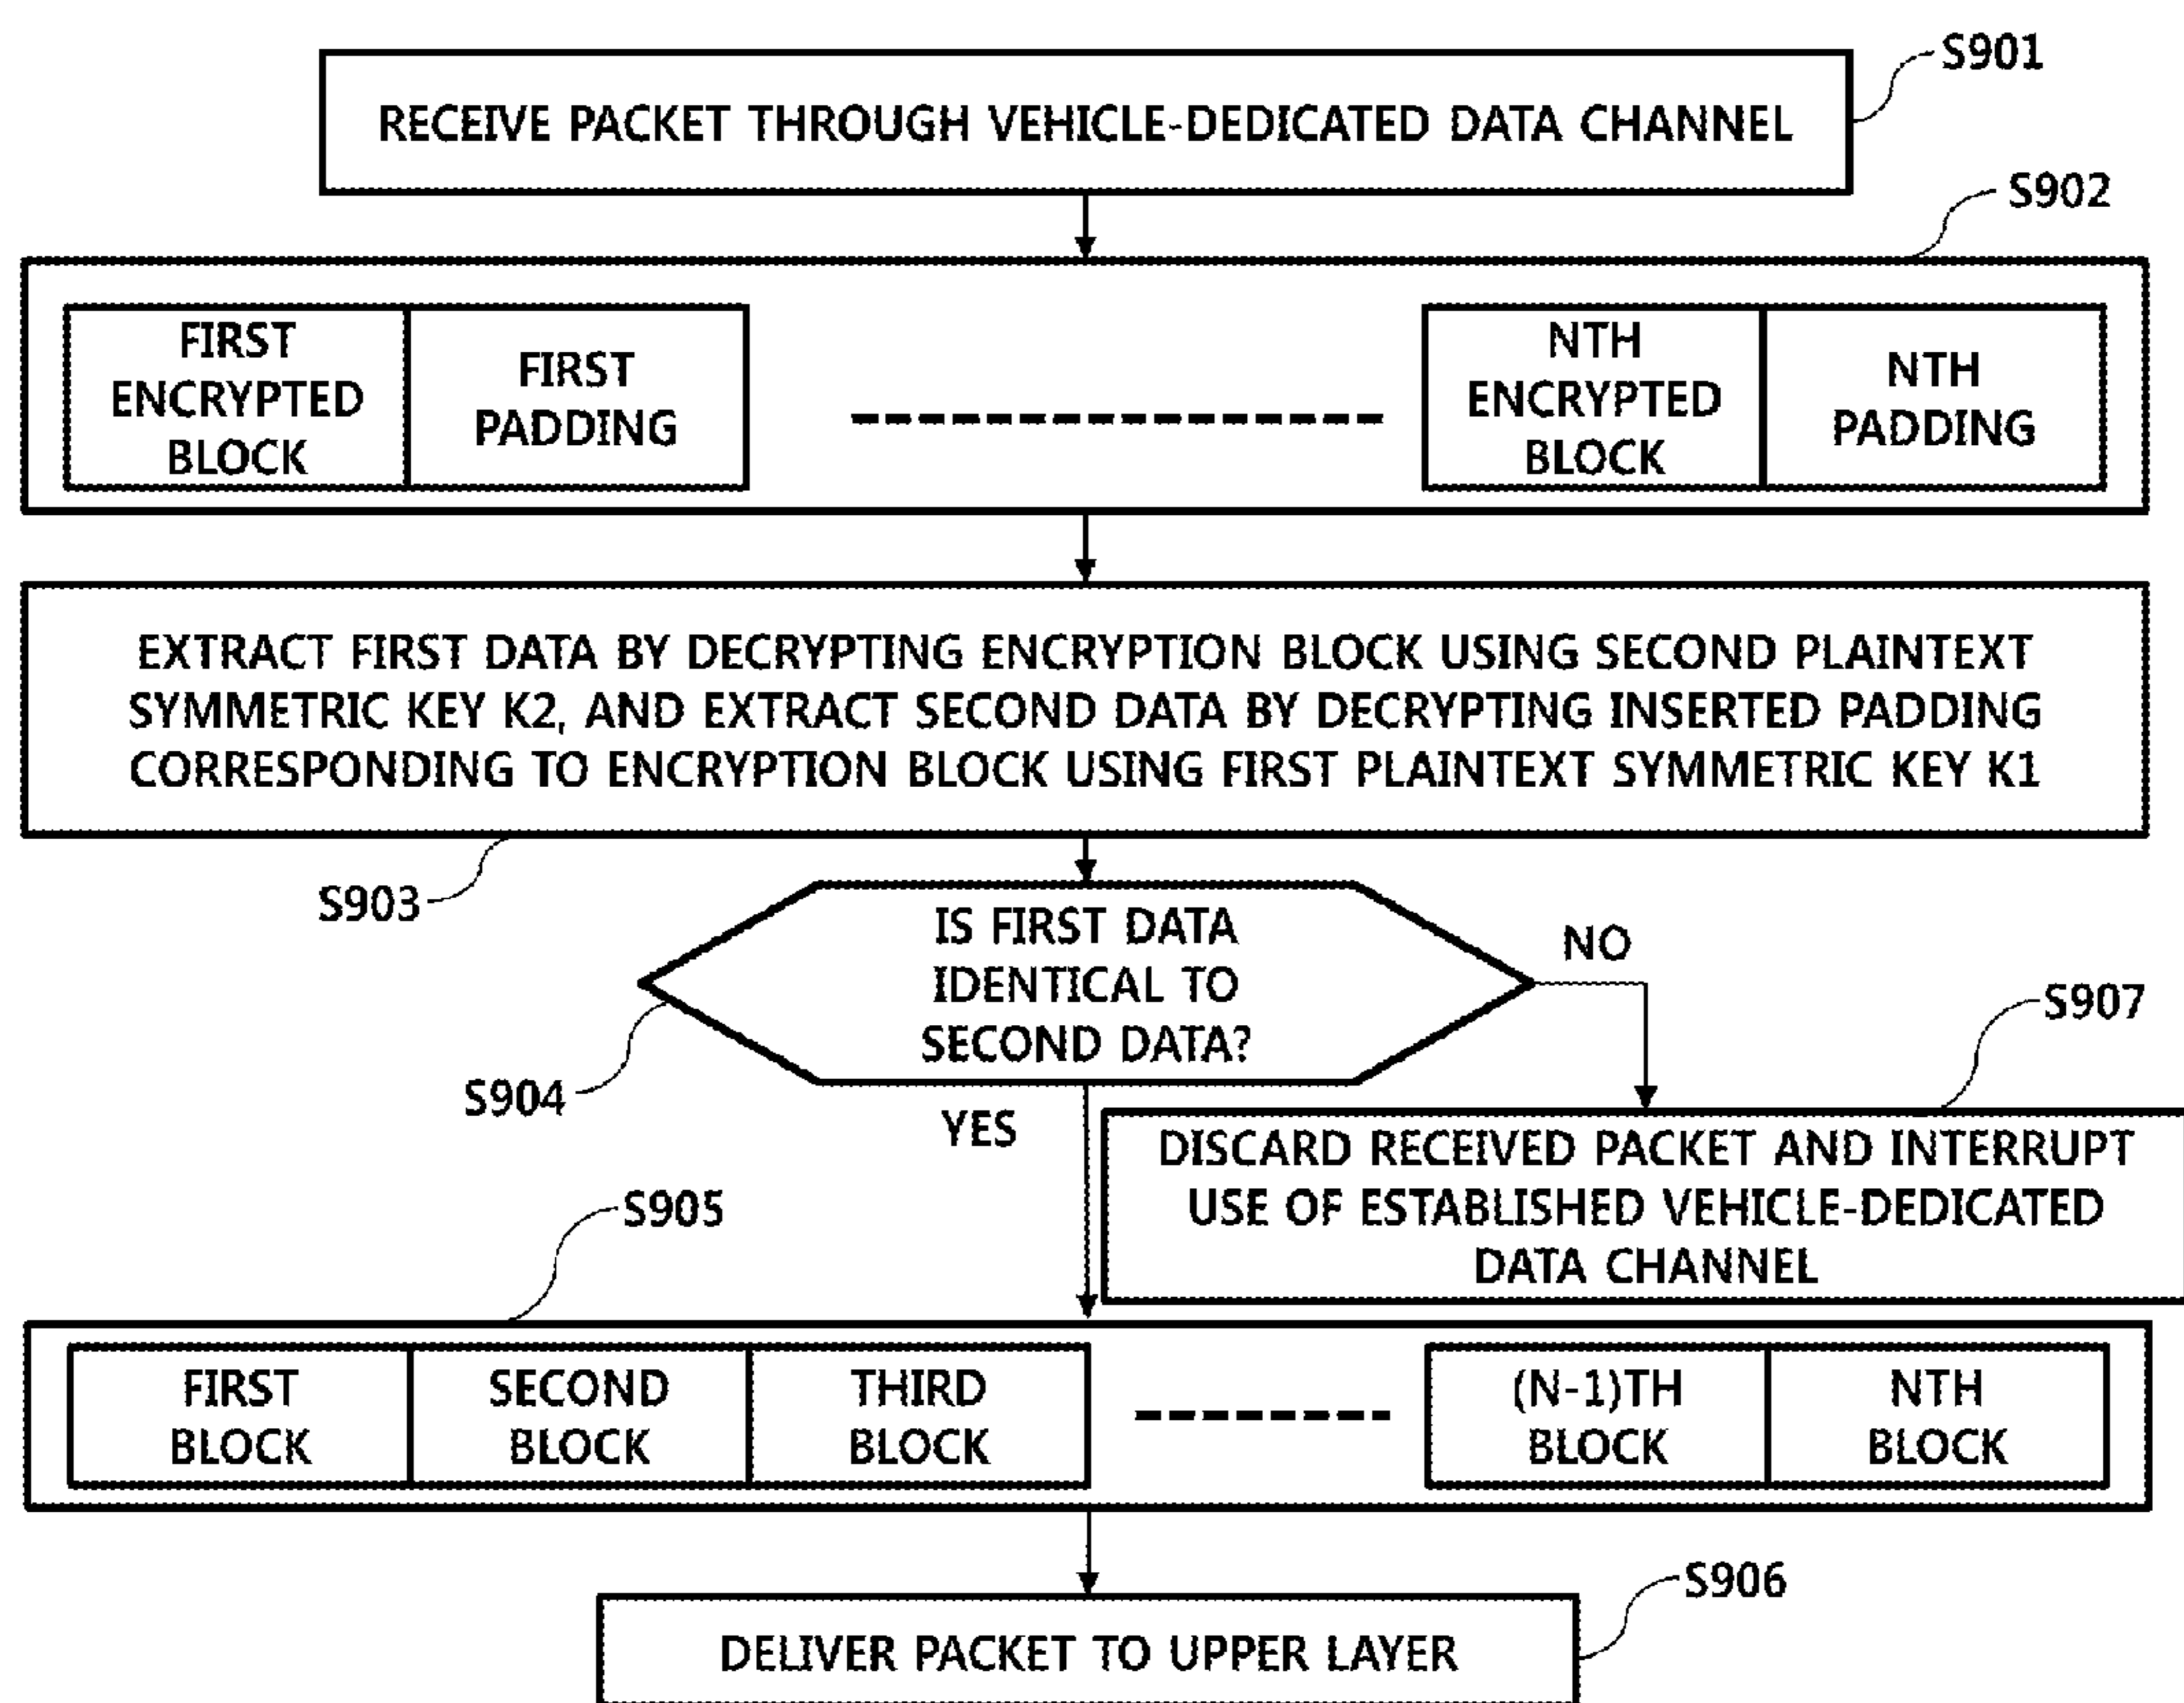 S901
RECEIVE PACKET THROUGH VEHICLE-DEDICATED DATA CHANNEL
S902
FIRST
ENCRYPTED
BLOCK
FIRST
PADDING
NTH
ENCRYPTED
BLOCK
NTH
PADDING
EXTRACT FIRST DATA BY DECRYPTING ENCRYPTION BLOCK USING SECOND PLAINTEXT
SYMMETRIC KEY K2, AND EXTRACT SECOND DATA BY DECRYPTING INSERTED PADDING
CORRESPONDING TO ENCRYPTION BLOCK USING FIRST PLAINTEXT SYMMETRIC KEY K1
S903
IS FIRST DATA
IDENTICAL TO
SECOND DATA?
NO
S904
YES
S907
DISCARD RECEIVED PACKET AND INTERRUPT
USE OF ESTABLISHED VEHICLE-DEDICATED
DATA CHANNEL
S905
FIRST
BLOCK
SECOND
BLOCK
THIRD
BLOCK
(N-1)TH
BLOCK
NTH
BLOCK
S906
DELIVER PACKET TO UPPER LAYER